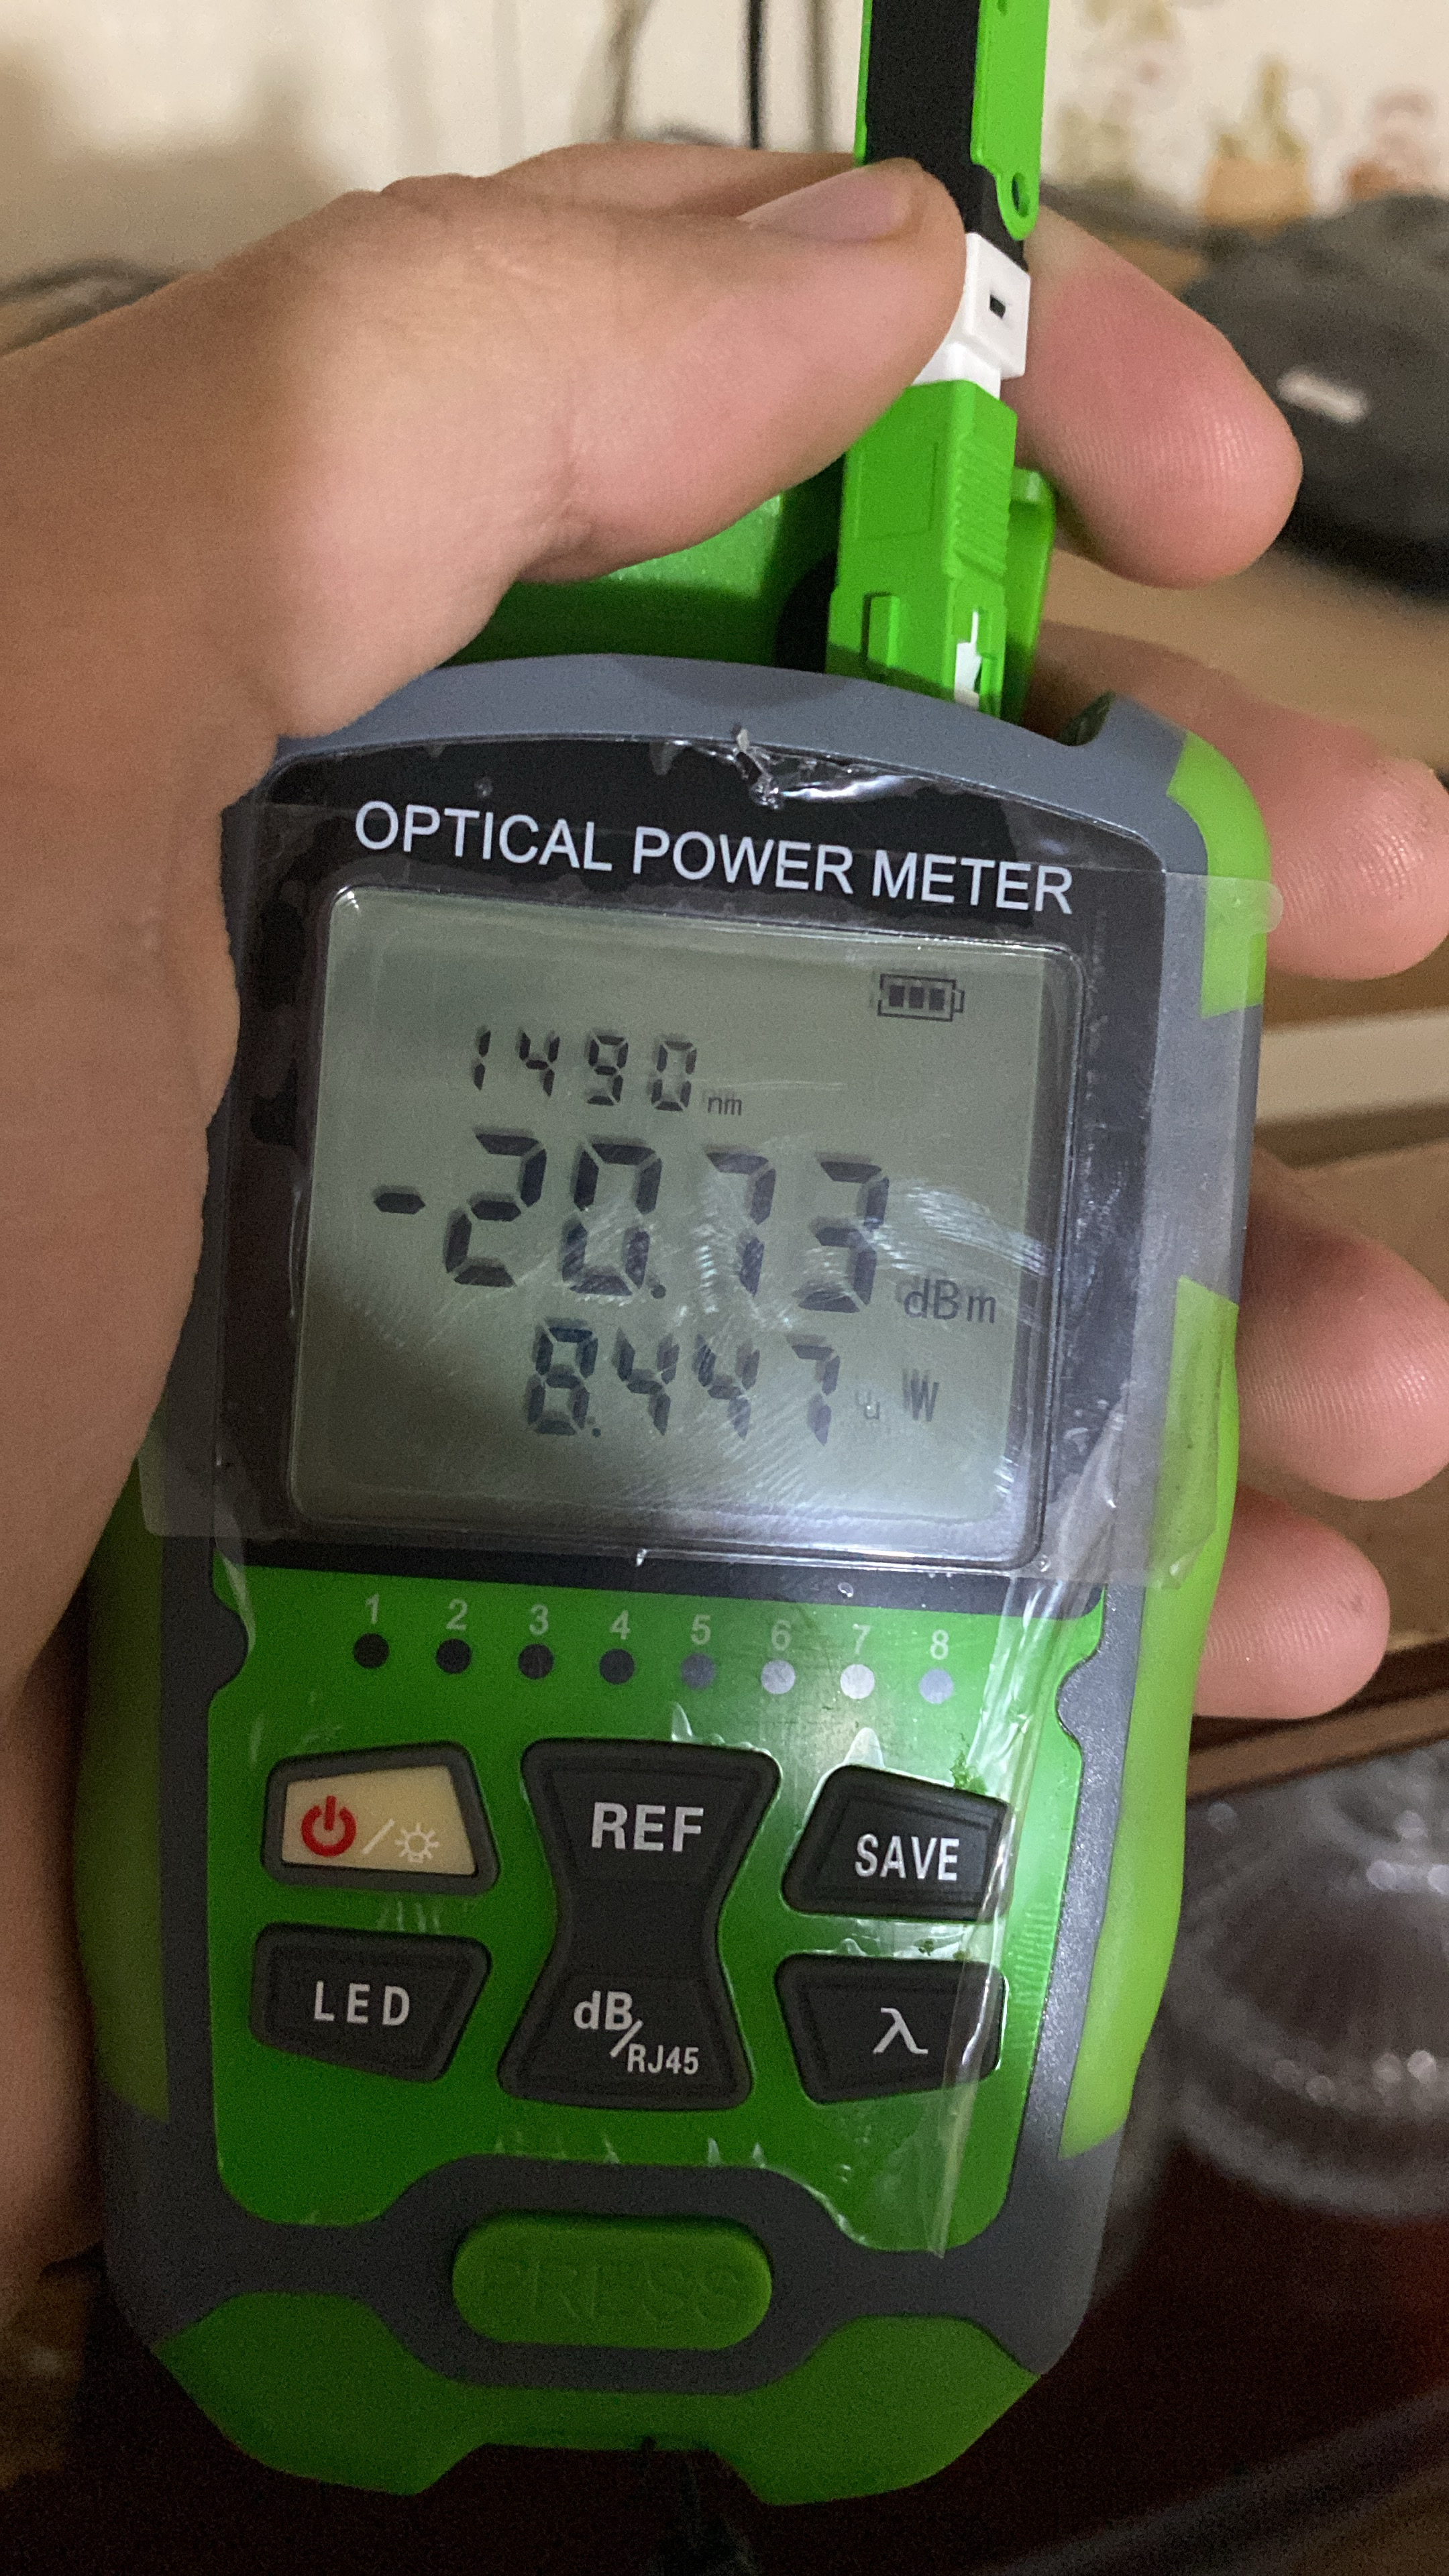 OPTICAL POWER METER
1490 nm
-20.73 dBm
8.447 uW
1 2 3 4 5 6 7 8
REF
SAVE
LED
dB/RJ45
λ
PRESS